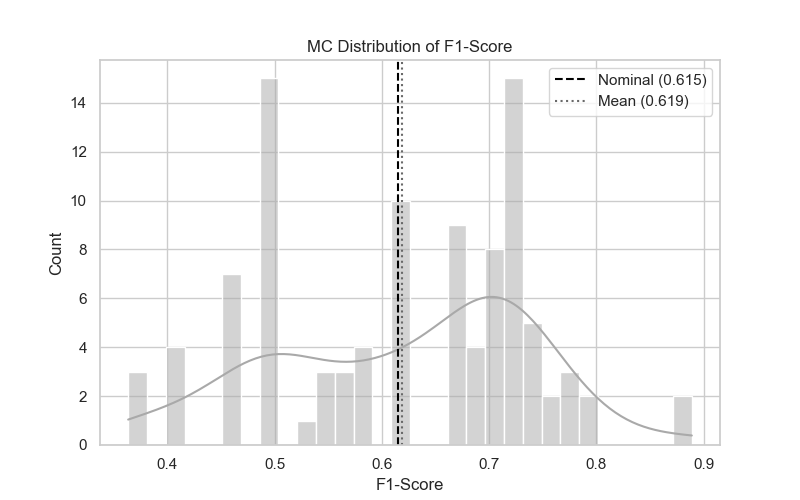 MC Distribution of F1-Score
Nominal (0.615)
Mean (0.619)
14
12
10
8
6
4
2
0
Count
0.4 0.5 0.6 0.7 0.8 0.9
F1-Score